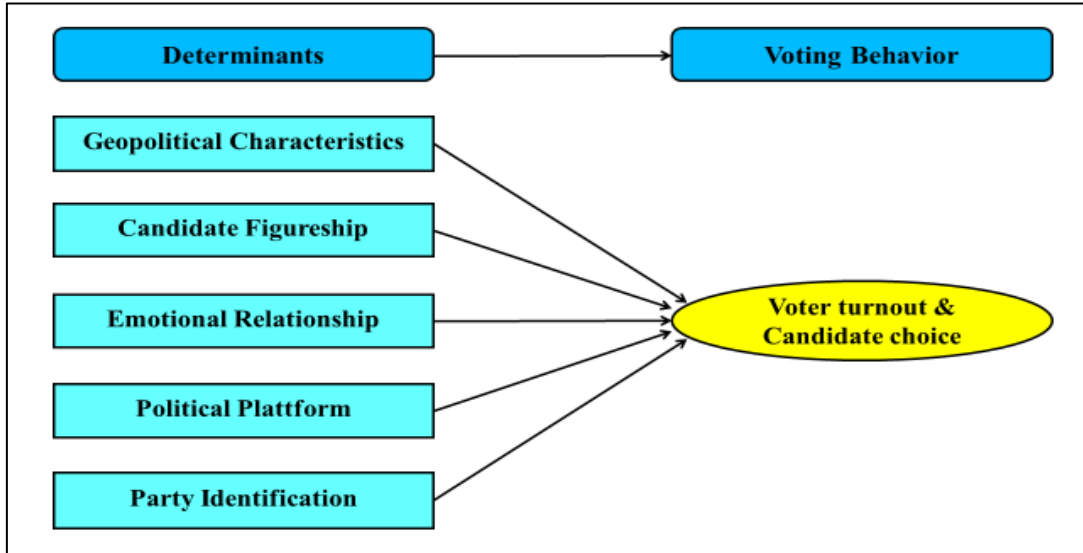 Determinants
Voting Behavior
Geopolitical Characteristics
Candidate Figureship
Emotional Relationship
Voter turnout &
Candidate choice
Political Plattform
Party Identification